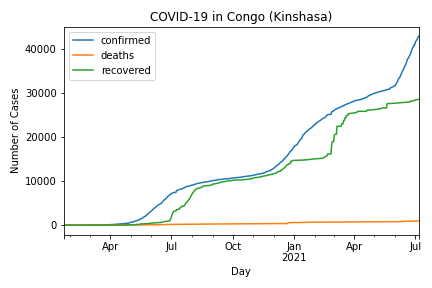 COVID-19 in Congo (Kinshasa)
confirmed
deaths
recovered
Number of Cases
40000
30000
20000
10000
0
Apr Jul Oct Jan Apr Jul
2021
Day